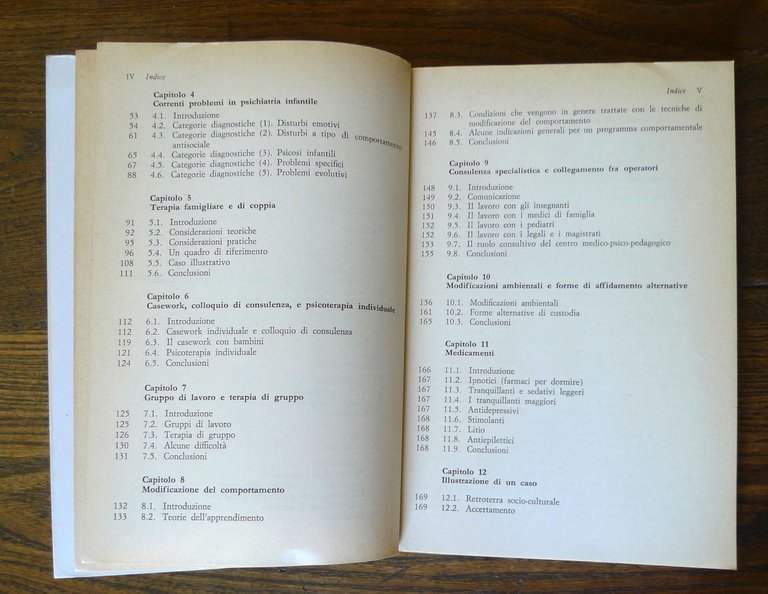 IV Indice
Capitolo 4
Correnti problemi in psichiatria infantile
53 4.1. Introduzione
54 4.2. Categorie diagnostiche (1). Disturbi emotivi
61 4.3. Categorie diagnostiche (2). Disturbi a tipo di comportamento
antisociale
65 4.4. Categorie diagnostiche (3). Psicosi infantili
67 4.5. Categorie diagnostiche (4). Problemi specifici
88 4.6. Categorie diagnostiche (5). Problemi evolutivi
Capitolo 5
Terapia famigliare e di coppia
91 5.1. Introduzione
92 5.2. Considerazioni teoriche
95 5.3. Considerazioni pratiche
96 5.4. Un quadro di riferimento
108 5.5. Caso illustrativo
111 5.6. Conclusioni
Capitolo 6
Casework, colloquio di consulenza, e psicoterapia individuale
112 6.1. Introduzione
112 6.2. Casework individuale e colloquio di consulenza
119 6.3. Il casework con bambini
121 6.4. Psicoterapia individuale
124 6.5. Conclusioni
Capitolo 7
Gruppo di lavoro e terapia di gruppo
125 7.1. Introduzione
125 7.2. Gruppi di lavoro
126 7.3. Terapia di gruppo
130 7.4. Alcune difficoltà
131 7.5. Conclusioni
Capitolo 8
Modificazione del comportamento
132 8.1. Introduzione
133 8.2. Teorie dell'apprendimento
Indice V
137 8.3. Condizioni che vengono in genere trattate con le tecniche di
modificazione del comportamento
145 8.4. Alcune indicazioni generali per un programma comportamentale
146 8.5. Conclusioni
Capitolo 9
Consulenza specialistica e collegamento fra operatori
148 9.1. Introduzione
149 9.2. Comunicazione
150 9.3. Il lavoro con gli insegnanti
151 9.4. Il lavoro con i medici di famiglia
152 9.5. Il lavoro con i pediatri
152 9.6. Il lavoro con i legali e i magistrati
153 9.7. Il ruolo consultivo del centro medico-psico-pedagogico
155 9.8. Conclusioni
Capitolo 10
Modificazioni ambientali e forme di affidamento alternative
156 10.1. Modificazioni ambientali
161 10.2. Forme alternative di custodia
165 10.3. Conclusioni
Capitolo 11
Medicamenti
166 11.1. Introduzione
167 11.2. Ipnotici (farmaci per dormire)
167 11.3. Tranquillanti e sedativi leggeri
167 11.4. I tranquillanti maggiori
167 11.5. Antidepressivi
168 11.6. Stimolanti
168 11.7. Litio
168 11.8. Antiepilettici
168 11.9. Conclusioni
Capitolo 12
Illustrazione di un caso
169 12.1. Retroterra socio-culturale
169 12.2. Accertamento